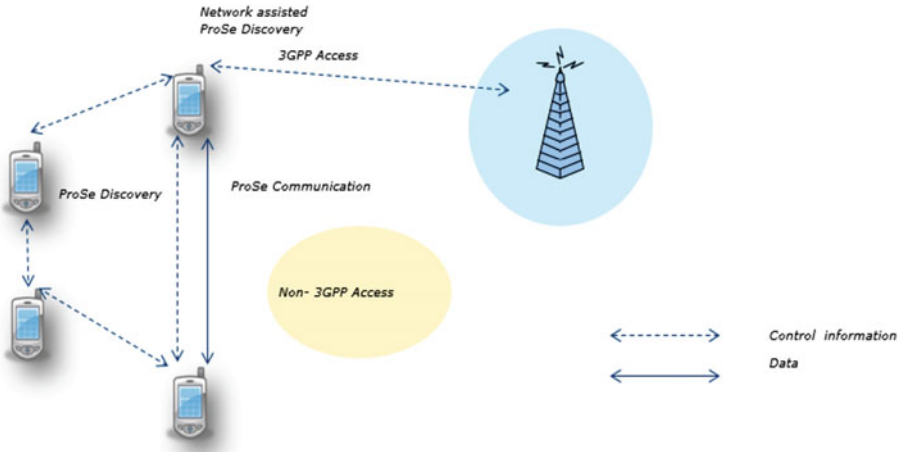 Network assisted
ProSe Discovery
3GPP Access
ProSe Discovery
ProSe Communication
Non- 3GPP Access
Control information
Data